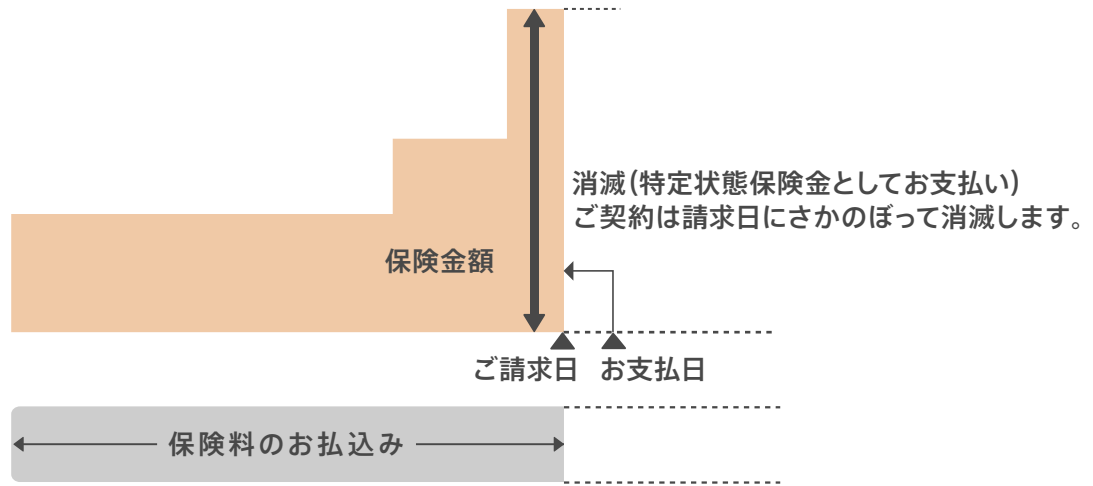 消滅(特定状態保険金としてお支払い)
ご契約は請求日にさかのぼって消滅します。
保険金額
ご請求日 お支払日
保険料のお払込み